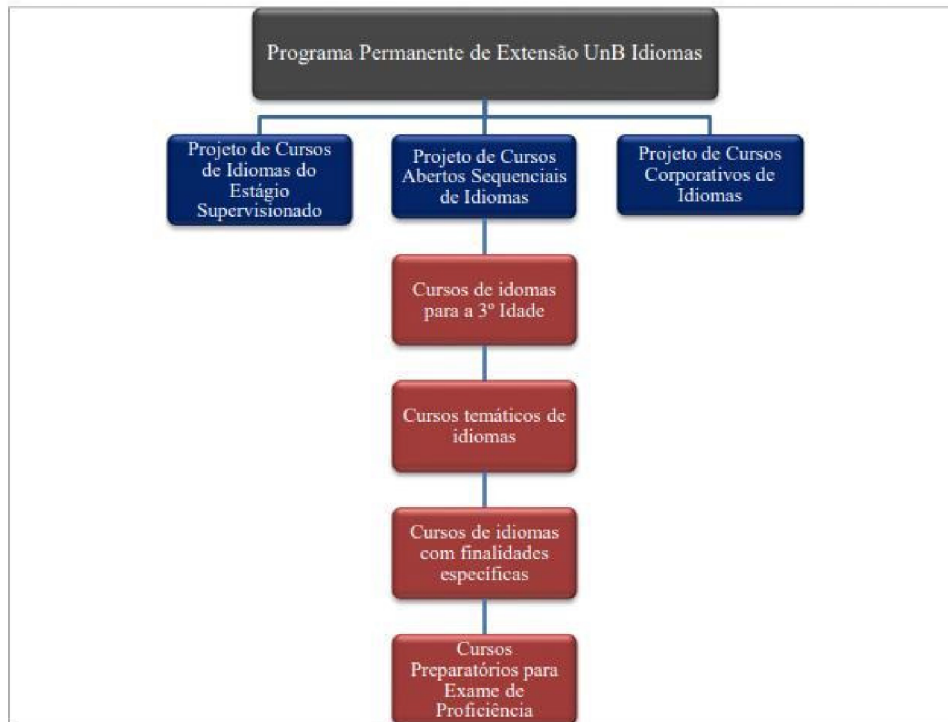 Programa Permanente de Extensão UnB Idiomas
Projeto de Cursos
de Idiomas do
Estágio
Supervisionado
Projeto de Cursos
Abertos Sequenciais
de Idiomas
Projeto de Cursos
Corporativos de
Idiomas
Cursos de idomas
para a 3º Idade
Cursos temáticos de
idiomas
Cursos de idiomas
com finalidades
específicas
Cursos
Preparatórios para
Exame de
Proficiência